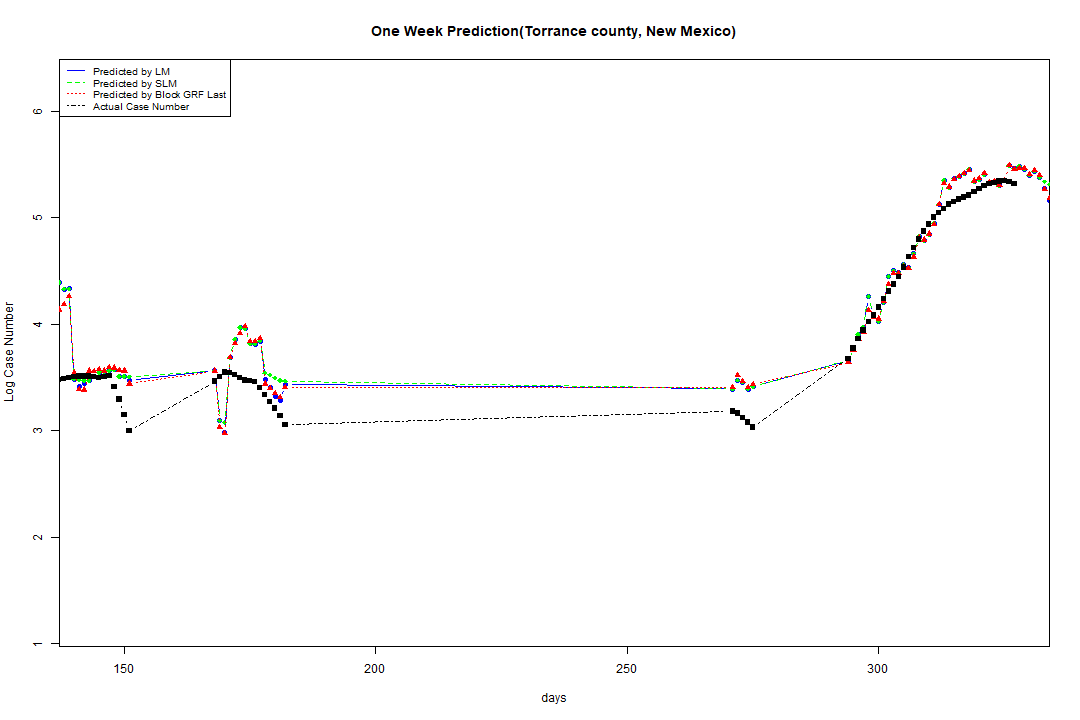 One Week Prediction(Torrance county, New Mexico)
Predicted by LM
Predicted by SLM
Predicted by Block GRF Last
Actual Case Number
6
5
4
3
2
1
Log Case Number
150 200 250 300
days